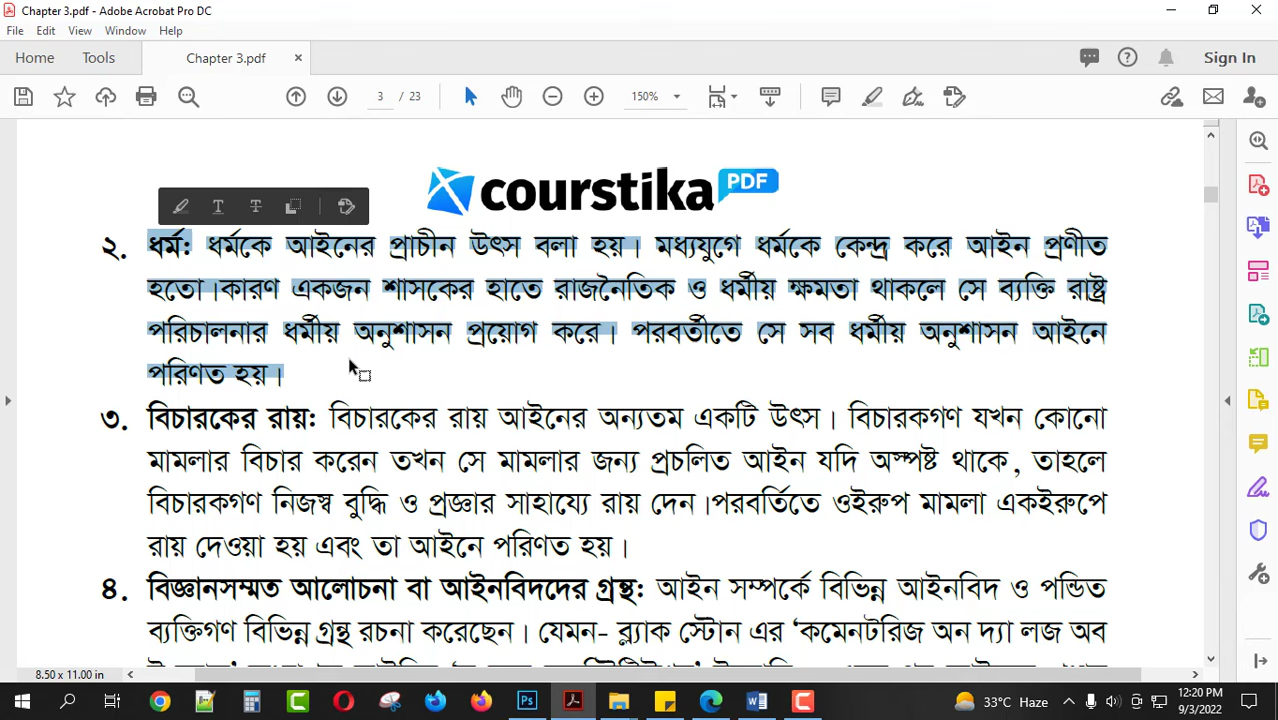 Chapter 3.pdf - Adobe Acrobat Pro DC
File Edit View Window Help
Home Tools Chapter 3.pdf Sign In
3 / 23 150%
courstika PDF
২. ধর্ম: ধর্মকে আইনের প্রাচীন উৎস বলা হয়। মধ্যযুগে ধর্মকে কেন্দ্র করে আইন প্রণীত
হতো।কারণ একজন শাসকের হাতে রাজনৈতিক ও ধর্মীয় ক্ষমতা থাকলে সে ব্যক্তি রাষ্ট্র
পরিচালনার ধর্মীয় অনুশাসন প্রয়োগ করে। পরবর্তীতে সে সব ধর্মীয় অনুশাসন আইনে
পরিণত হয়।
৩. বিচারকের রায়: বিচারকের রায় আইনের অন্যতম একটি উৎস। বিচারকগণ যখন কোনো
মামলার বিচার করেন তখন সে মামলার জন্য প্রচলিত আইন যদি অস্পষ্ট থাকে, তাহলে
বিচারকগণ নিজস্ব বুদ্ধি ও প্রজ্ঞার সাহায্যে রায় দেন।পরবর্তিতে ওইরুপ মামলা একইরুপে
রায় দেওয়া হয় এবং তা আইনে পরিণত হয়।
৪. বিজ্ঞানসম্মত আলোচনা বা আইনবিদদের গ্রন্থ: আইন সম্পর্কে বিভিন্ন আইনবিদ ও পন্ডিত
ব্যক্তিগণ বিভিন্ন গ্রন্থ রচনা করেছেন। যেমন- ব্ল্যাক স্টোন এর ‘কমেনটরিজ অন দ্যা লজ অব
8.50 x 11.00 in
33°C Haze 12:20 PM
9/3/2022